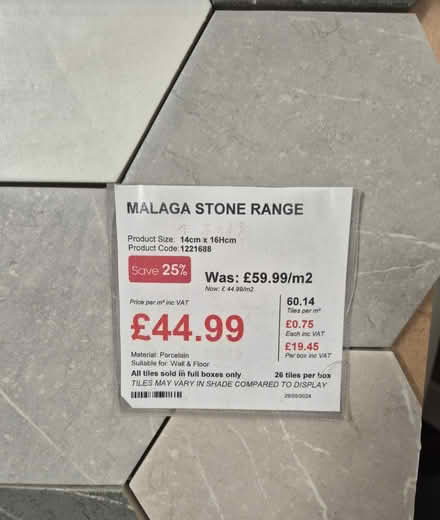 MALAGA STONE RANGE
Product Size: 14cm x 16Hcm
Product Code: 1221688
Save 25%
Was: £59.99/m2
Now: £ 44.99/m2
Price per m² inc VAT
£44.99
60.14
Tiles per m²
£0.75
Each inc VAT
£19.45
Per box inc VAT
Material: Porcelain
Suitable for: Wall & Floor
All tiles sold in full boxes only 26 tiles per box
TILES MAY VARY IN SHADE COMPARED TO DISPLAY